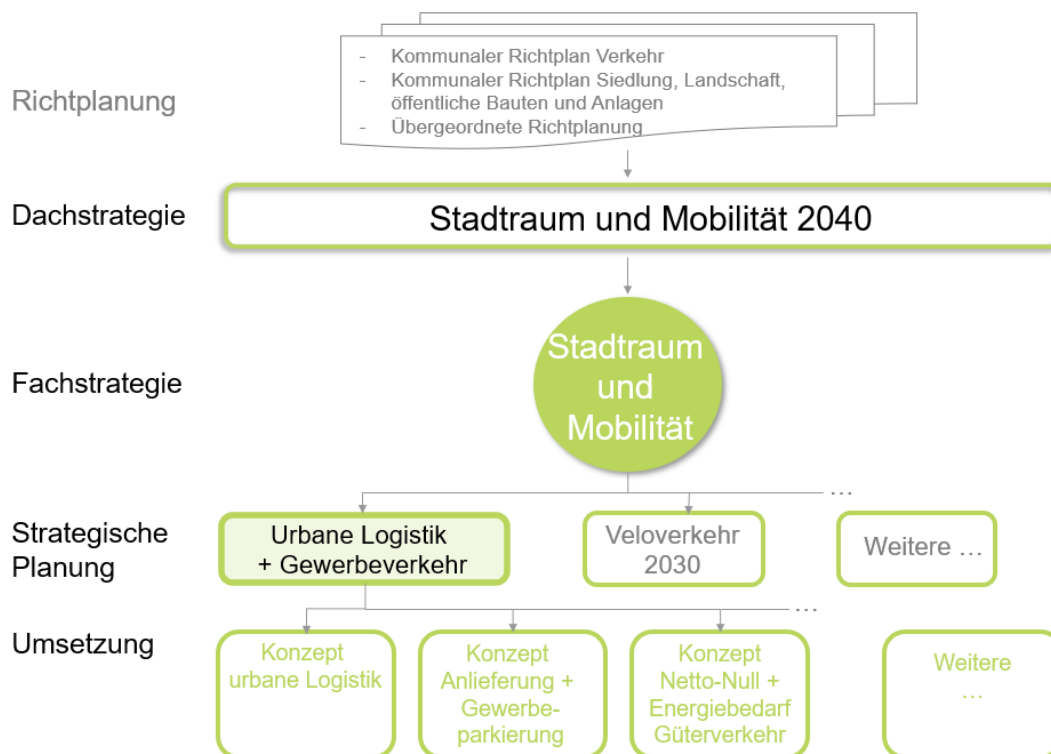 Richtplanung
- Kommunaler Richtplan Verkehr
- Kommunaler Richtplan Siedlung, Landschaft,
öffentliche Bauten und Anlagen
- Übergeordnete Richtplanung
Dachstrategie
Stadtraum und Mobilität 2040
Fachstrategie
Stadtraum
und
Mobilität
...
Strategische
Planung
Urbane Logistik
+ Gewerbeverkehr
Veloverkehr
2030
Weitere ...
...
Umsetzung
Konzept
urbane Logistik
Konzept
Anlieferung +
Gewerbe-
parkierung
Konzept
Netto-Null +
Energiebedarf
Güterverkehr
Weitere
...